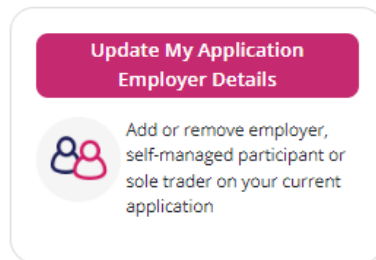 Update My Application
Employer Details
Add or remove employer,
self-managed participant or
sole trader on your current
application